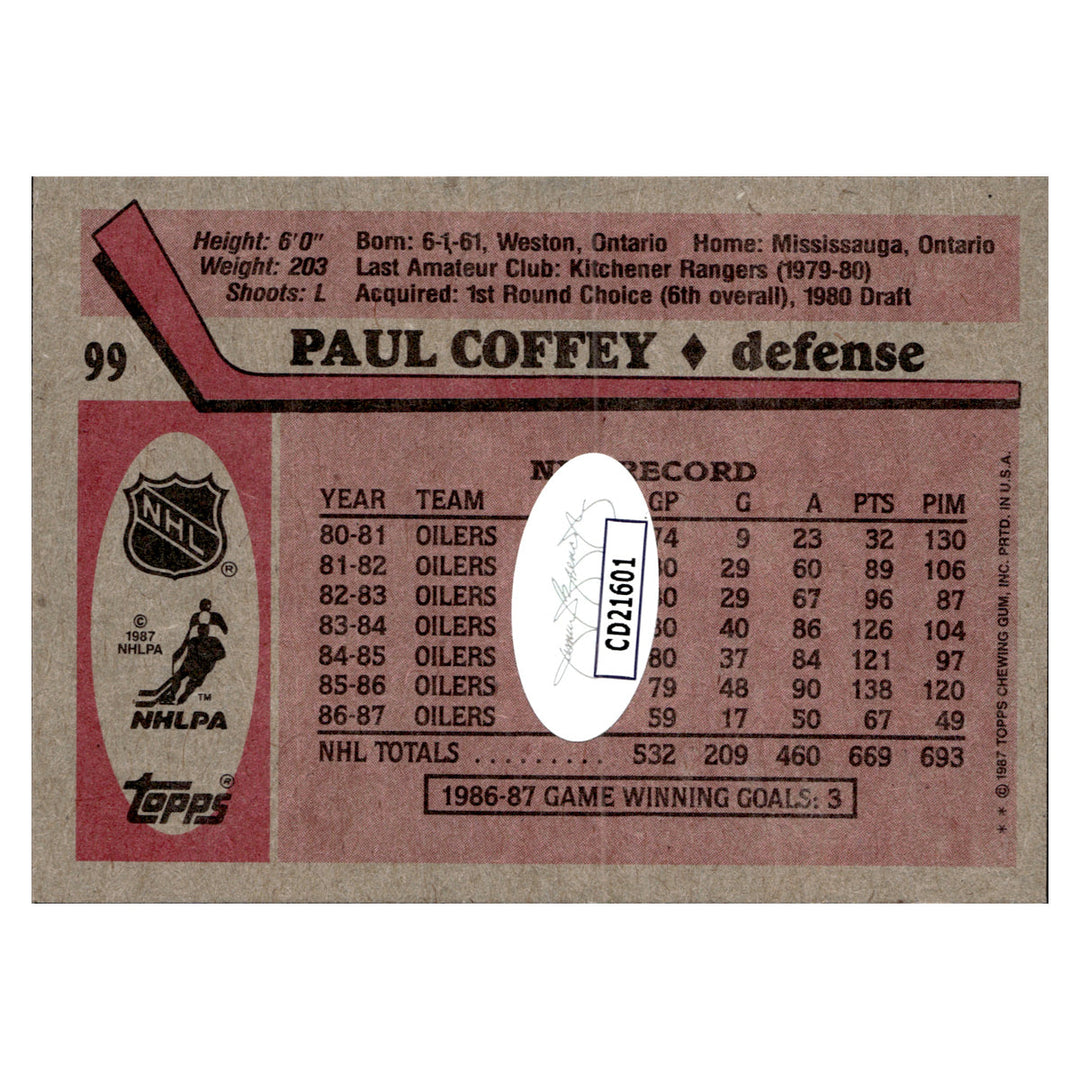 Height: 6'0" Born: 6-1-61, Weston, Ontario Home: Mississauga, Ontario
Weight: 203 Last Amateur Club: Kitchener Rangers (1979-80)
Shoots: L Acquired: 1st Round Choice (6th overall), 1980 Draft
99 PAUL COFFEY ♦ defense
RECORD
YEAR TEAM GP G A PTS PIM
80-81 OILERS 9 23 32 130
81-82 OILERS 29 60 89 106
82-83 OILERS 29 67 96 87
83-84 OILERS 80 40 86 126 104
84-85 OILERS 80 37 84 121 97
85-86 OILERS 79 48 90 138 120
86-87 OILERS 59 17 50 67 49
NHL TOTALS . . . . . . . . . 532 209 460 669 693
1986-87 GAME WINNING GOALS: 3
NHL ®
©
1987
NHLPA
™
NHLPA
topps®
CD21601
* * © 1987 TOPPS CHEWING GUM, INC. PRTD. IN U.S.A.